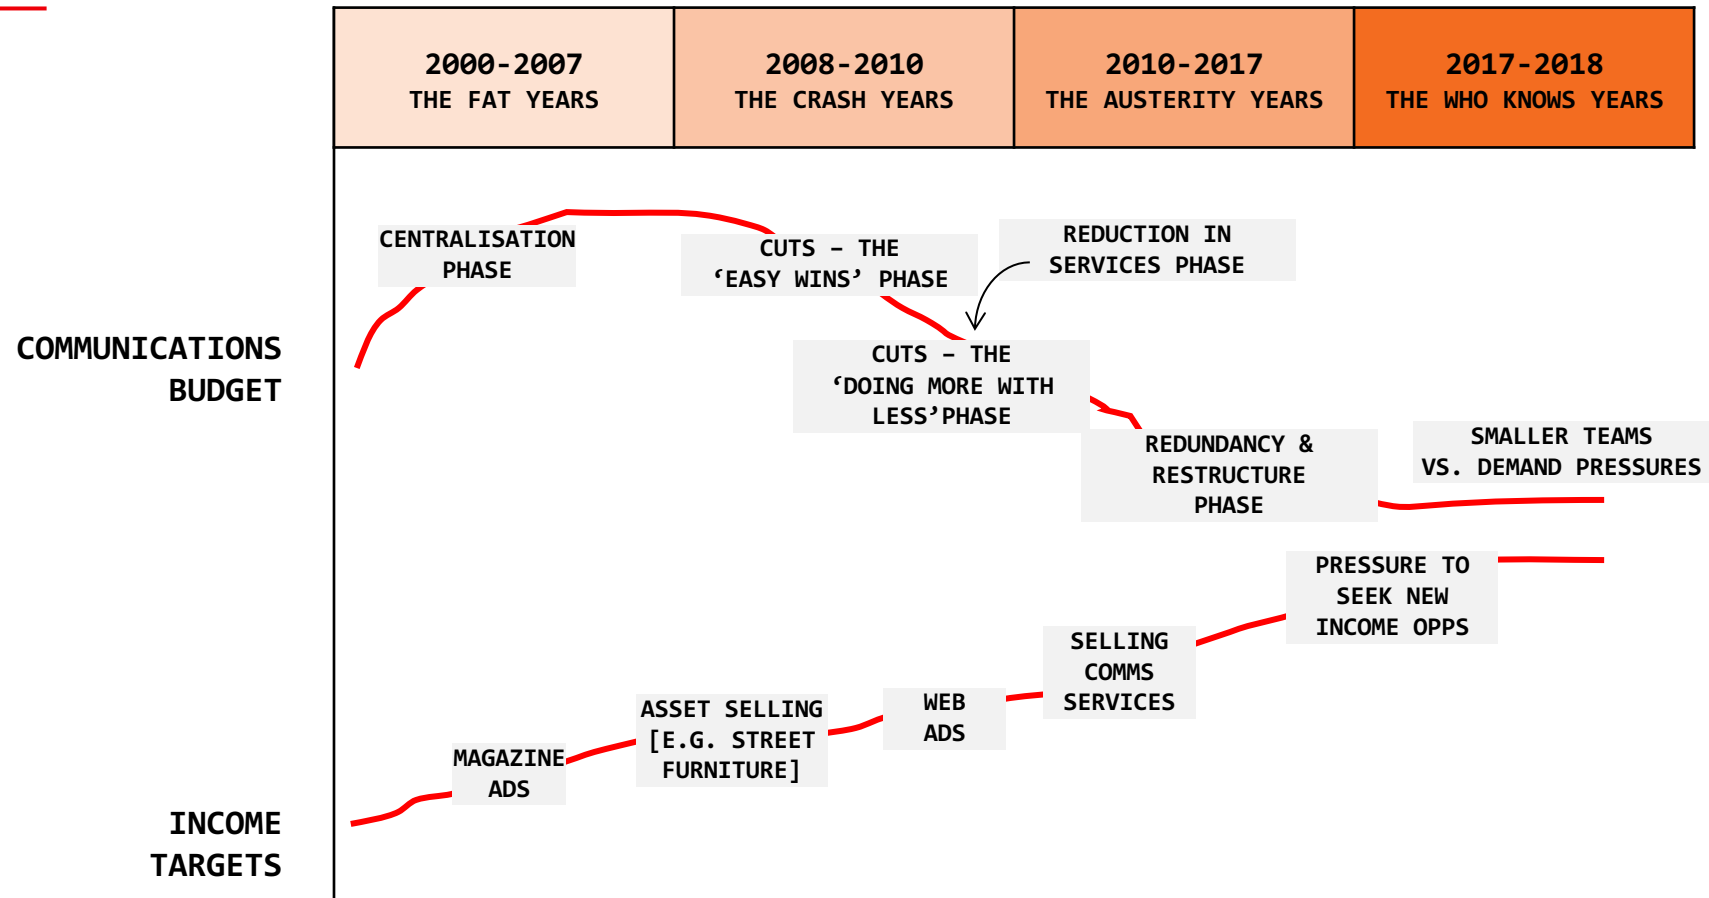 2000-2007
THE FAT YEARS
2008-2010
THE CRASH YEARS
2010-2017
THE AUSTERITY YEARS
2017-2018
THE WHO KNOWS YEARS
COMMUNICATIONS
BUDGET
CENTRALISATION
PHASE
CUTS – THE
‘EASY WINS’ PHASE
REDUCTION IN
SERVICES PHASE
CUTS – THE
‘DOING MORE WITH
LESS’PHASE
REDUNDANCY &
RESTRUCTURE
PHASE
SMALLER TEAMS
VS. DEMAND PRESSURES
INCOME
TARGETS
MAGAZINE
ADS
ASSET SELLING
[E.G. STREET
FURNITURE]
WEB
ADS
SELLING
COMMS
SERVICES
PRESSURE TO
SEEK NEW
INCOME OPPS